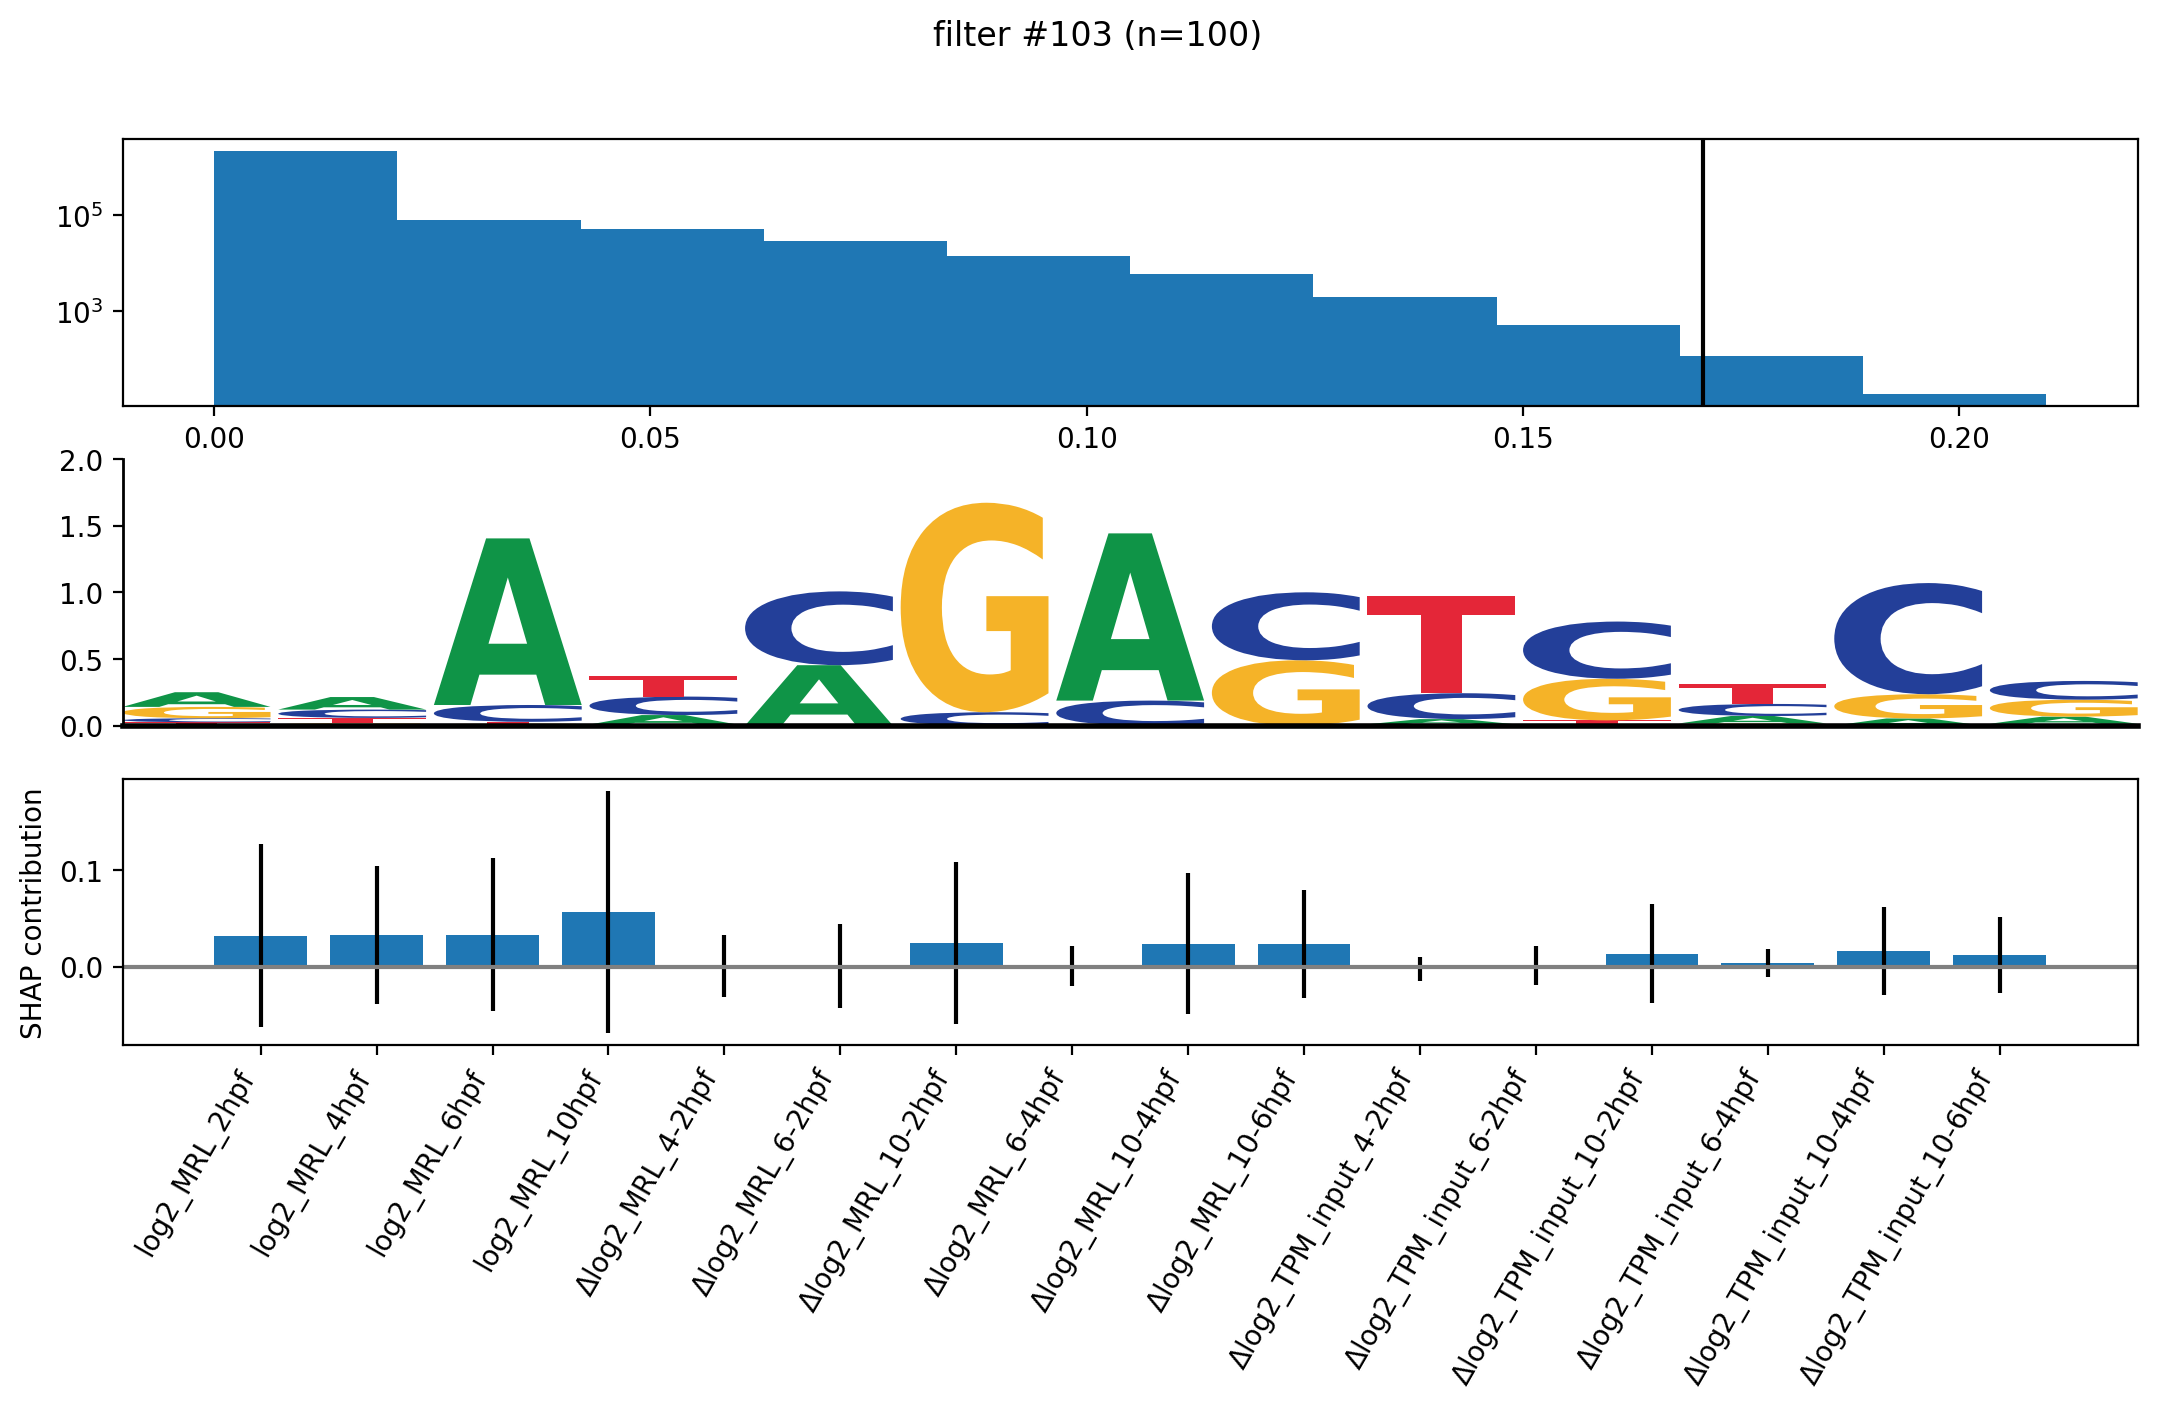 filter #103 (n=100)
10^5
10^3
0.00 0.05 0.10 0.15 0.20
2.0
1.5
1.0
0.5
0.0
A G C T
A C T
A C T
T C A
C A
G C
A C
C G
T C A
C G T
T C A
C G A
C G A
SHAP contribution
0.1
0.0
log2_MRL_2hpf
log2_MRL_4hpf
log2_MRL_6hpf
log2_MRL_10hpf
Δlog2_MRL_4-2hpf
Δlog2_MRL_6-2hpf
Δlog2_MRL_10-2hpf
Δlog2_MRL_6-4hpf
Δlog2_MRL_10-4hpf
Δlog2_MRL_10-6hpf
Δlog2_TPM_input_4-2hpf
Δlog2_TPM_input_6-2hpf
Δlog2_TPM_input_10-2hpf
Δlog2_TPM_input_6-4hpf
Δlog2_TPM_input_10-4hpf
Δlog2_TPM_input_10-6hpf